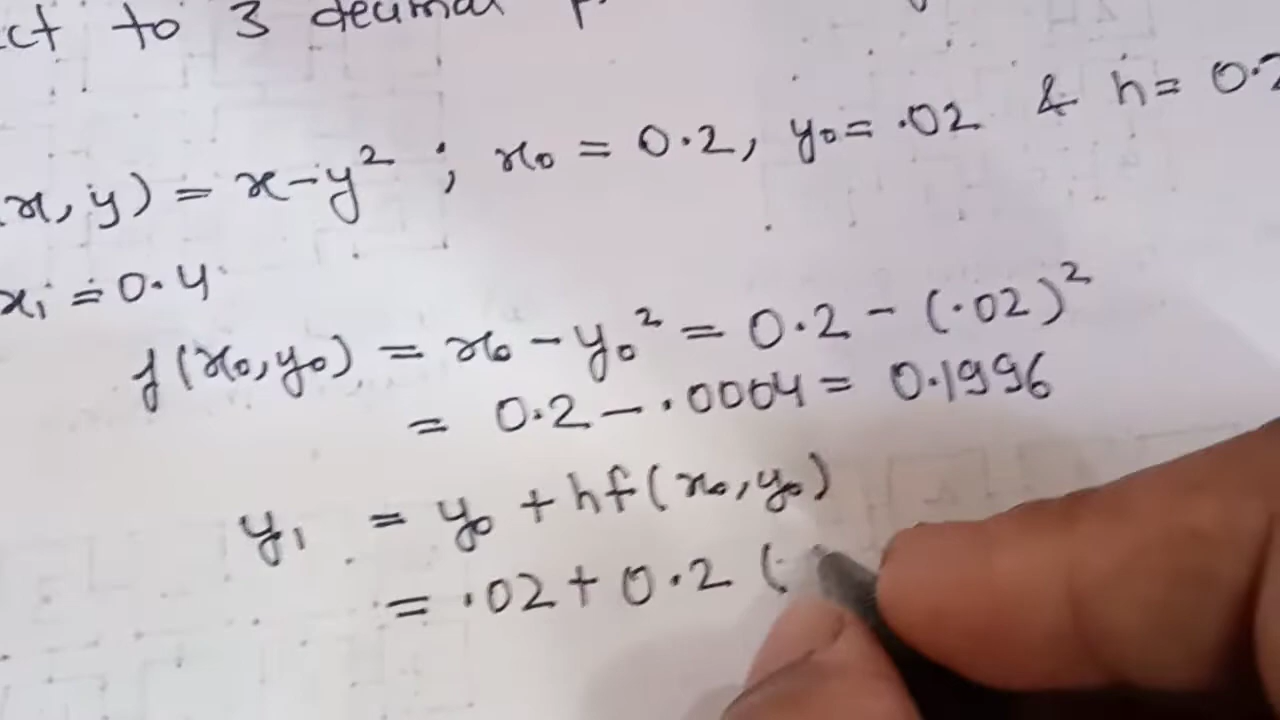 ct to 3 decimal
x, y) = x - y² ; x₀ = 0.2, y₀ = .02 & h = 0.2
x₁ = 0.4
f(x₀, y₀) = x₀ - y₀² = 0.2 - (.02)²
= 0.2 - .0004 = 0.1996
y₁ = y₀ + hf(x₀, y₀)
= .02 + 0.2 (